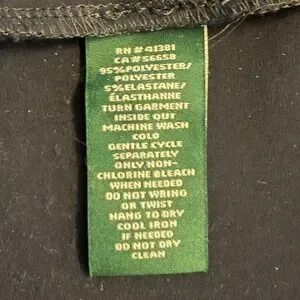 RN # 41381
CA # 56658
95% POLYESTER/
POLYESTER
5% ELASTANE/
ÉLASTHANNE
TURN GARMENT
INSIDE OUT
MACHINE WASH
COLD
GENTLE CYCLE
SEPARATELY
ONLY NON-
CHLORINE BLEACH
WHEN NEEDED
DO NOT WRING
OR TWIST
HANG TO DRY
COOL IRON
IF NEEDED
DO NOT DRY
CLEAN